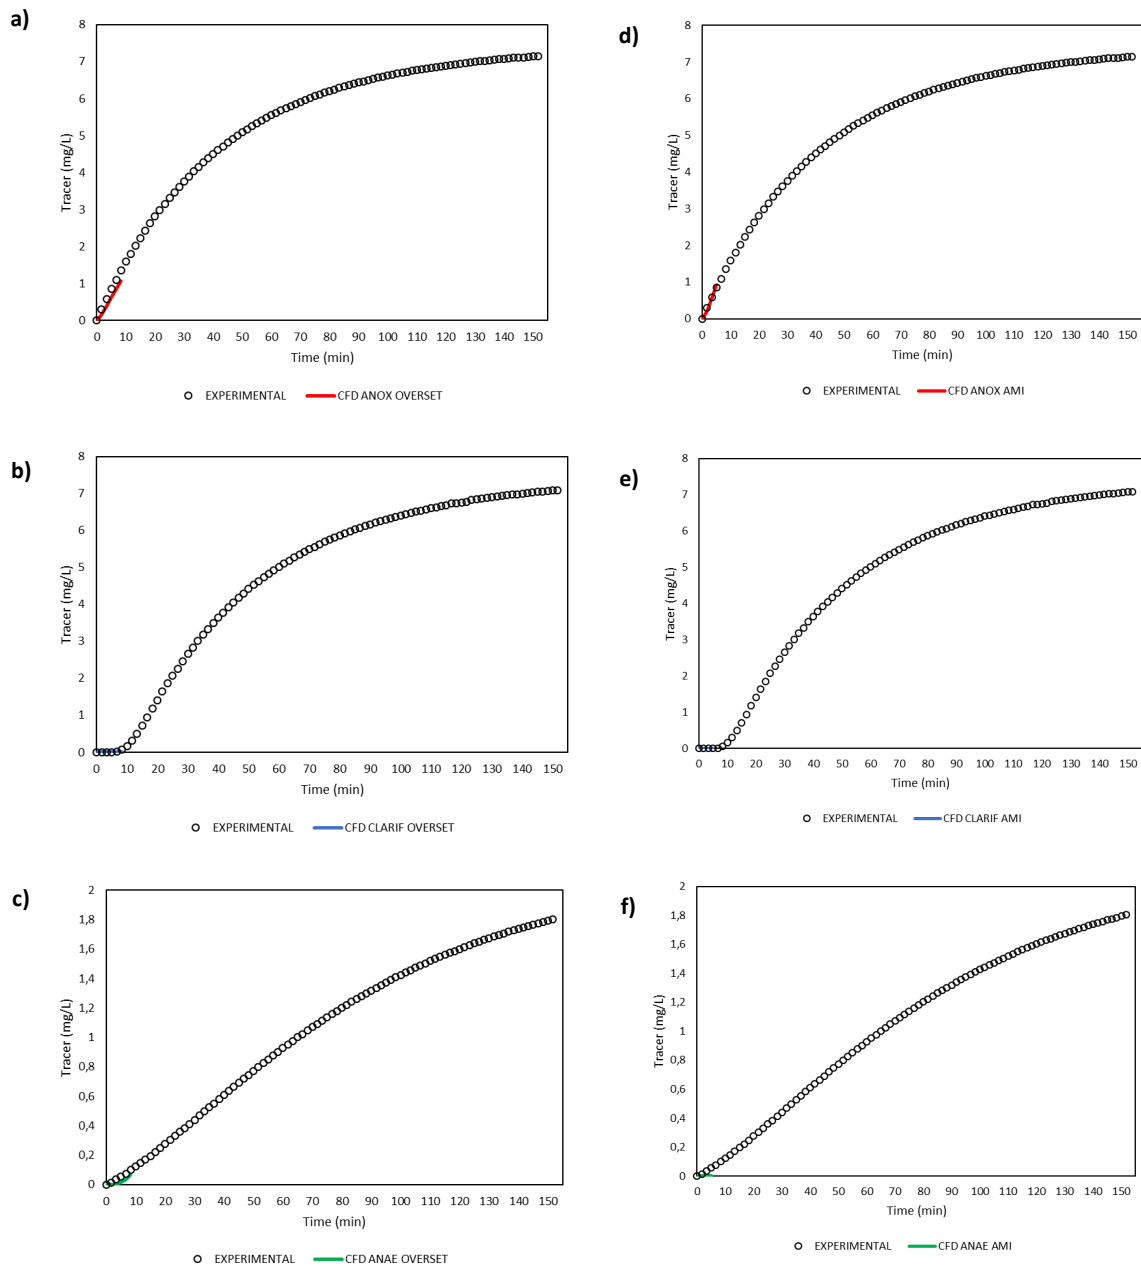 a)
8
7
6
5
4
3
2
1
0
Tracer (mg/L)
0 10 20 30 40 50 60 70 80 90 100 110 120 130 140 150
Time (min)
EXPERIMENTAL CFD ANOX OVERSET
d)
8
7
6
5
4
3
2
1
0
Tracer (mg/L)
0 10 20 30 40 50 60 70 80 90 100 110 120 130 140 150
Time (min)
EXPERIMENTAL CFD ANOX AMI
b)
8
7
6
5
4
3
2
1
0
Tracer (mg/L)
0 10 20 30 40 50 60 70 80 90 100 110 120 130 140 150
Time (min)
EXPERIMENTAL CFD CLARIF OVERSET
e)
8
7
6
5
4
3
2
1
0
Tracer (mg/L)
0 10 20 30 40 50 60 70 80 90 100 110 120 130 140 150
Time (min)
EXPERIMENTAL CFD CLARIF AMI
c)
2
1,8
1,6
1,4
1,2
1
0,8
0,6
0,4
0,2
0
Tracer (mg/L)
0 10 20 30 40 50 60 70 80 90 100 110 120 130 140 150
Time (min)
EXPERIMENTAL CFD ANAE OVERSET
f)
2
1,8
1,6
1,4
1,2
1
0,8
0,6
0,4
0,2
0
Tracer (mg/L)
0 10 20 30 40 50 60 70 80 90 100 110 120 130 140 150
Time (min)
EXPERIMENTAL CFD ANAE AMI